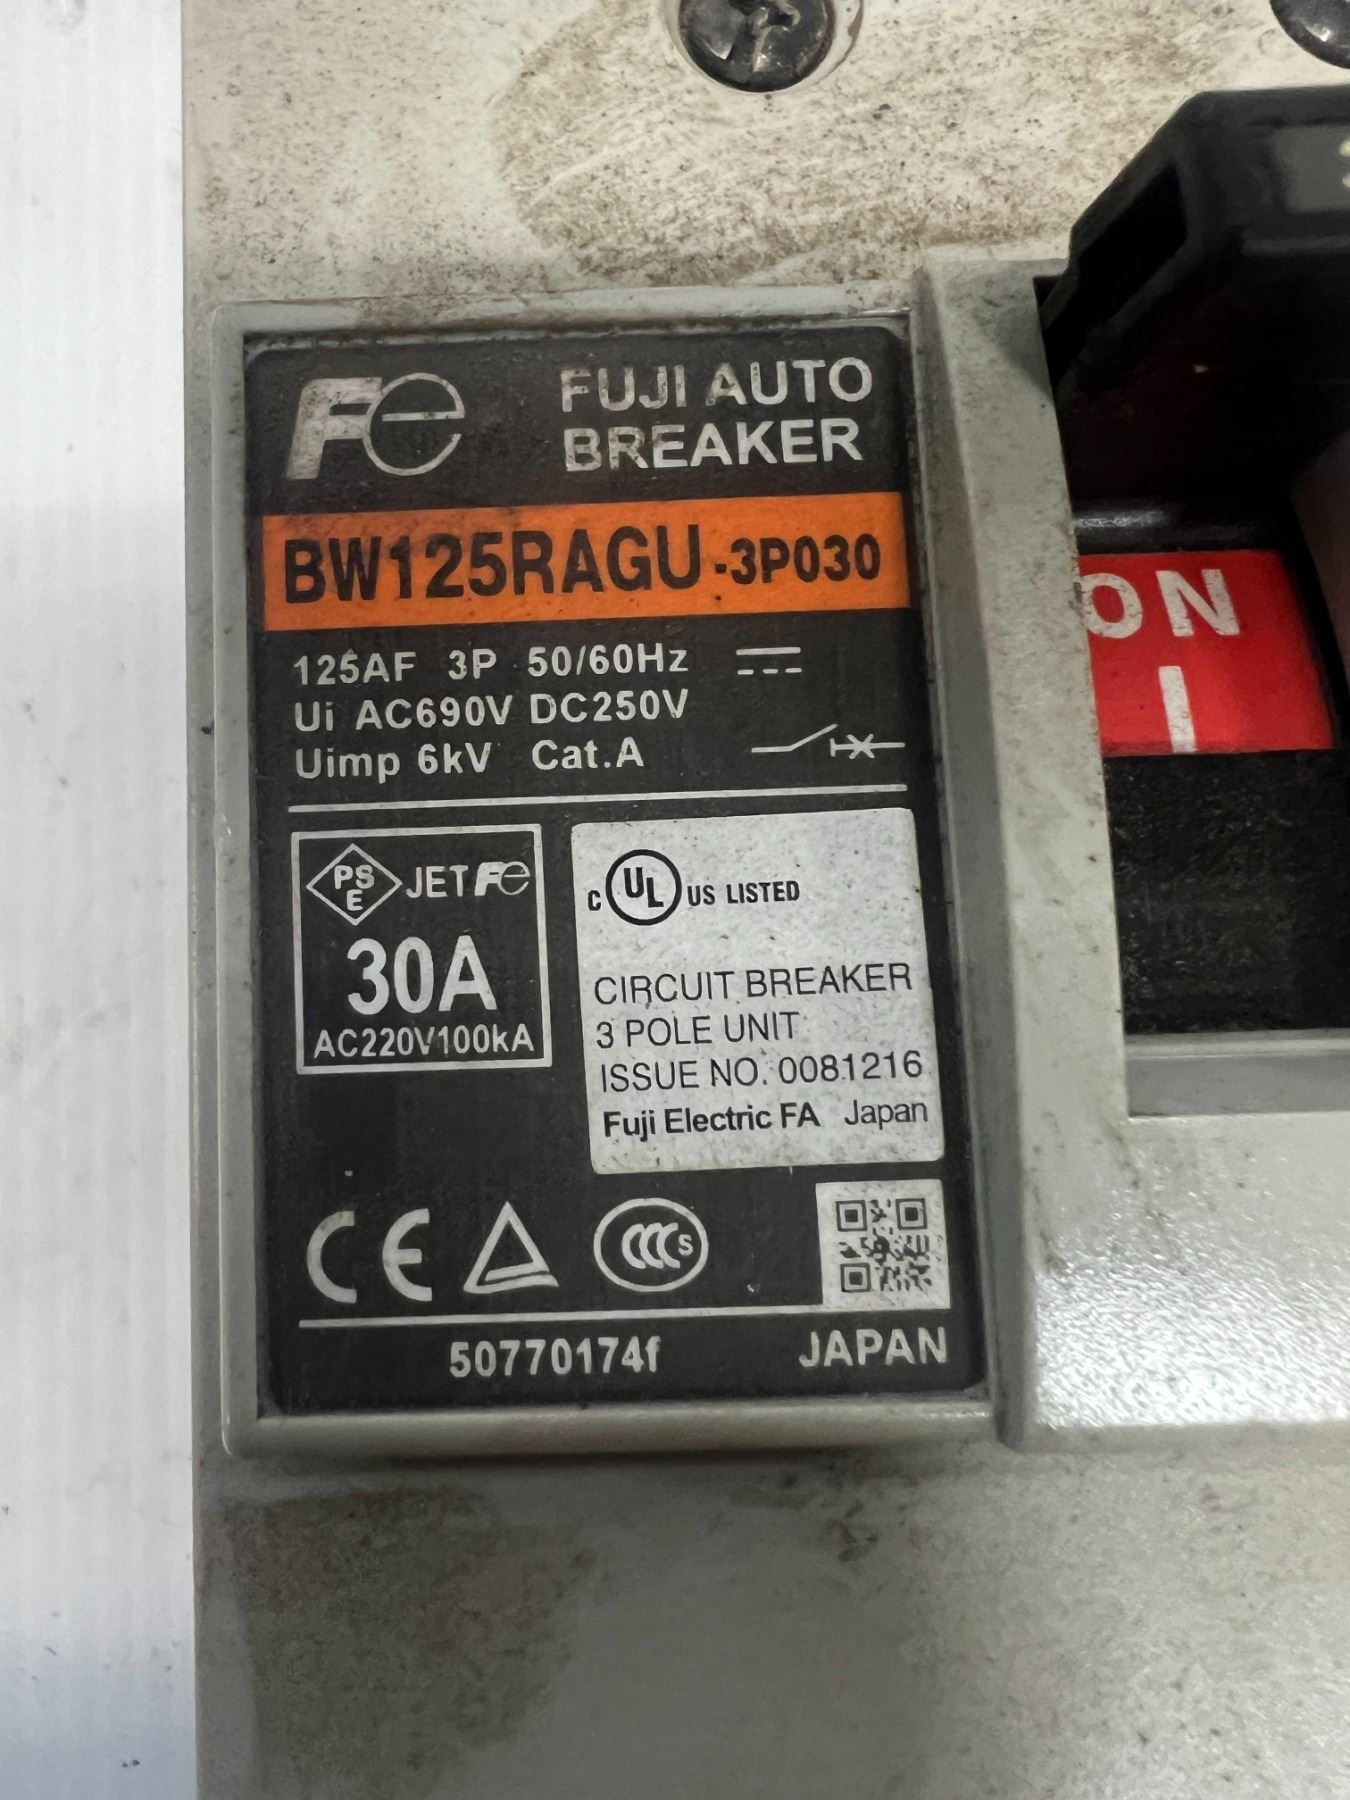 Fe FUJI AUTO
BREAKER
BW125RAGU-3P030
125AF 3P 50/60Hz
Ui AC690V DC250V
Uimp 6kV Cat.A
PS
E
JET Fe
30A
AC220V100kA
C UL US LISTED
CIRCUIT BREAKER
3 POLE UNIT
ISSUE NO. 0081216
Fuji Electric FA Japan
CE CCC S
50770174f JAPAN
ON
I